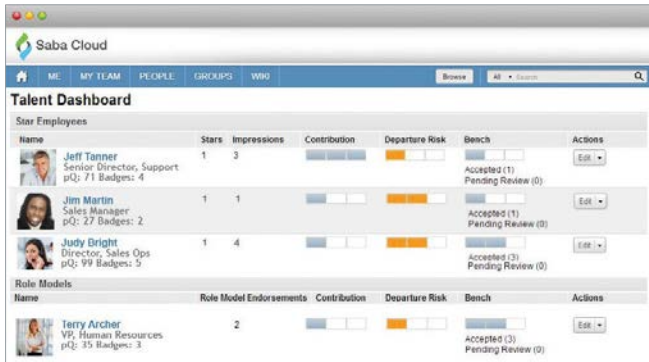 Saba Cloud
ME MY TEAM PEOPLE GROUPS WIKI Browse All Search
Talent Dashboard
Star Employees
Name Stars Impressions Contribution Departure Risk Bench Actions
Jeff Tanner 1 3 Edit
Senior Director, Support
pQ: 71 Badges: 4
Accepted (1)
Pending Review (0)
Jim Martin 1 1 Edit
Sales Manager
pQ: 27 Badges: 2
Accepted (1)
Pending Review (0)
Judy Bright 1 4 Edit
Director, Sales Ops
pQ: 99 Badges: 5
Accepted (3)
Pending Review (0)
Role Models
Name Role Model Endorsements Contribution Departure Risk Bench Actions
Terry Archer 2 Edit
VP, Human Resources
pQ: 35 Badges: 3
Accepted (3)
Pending Review (0)